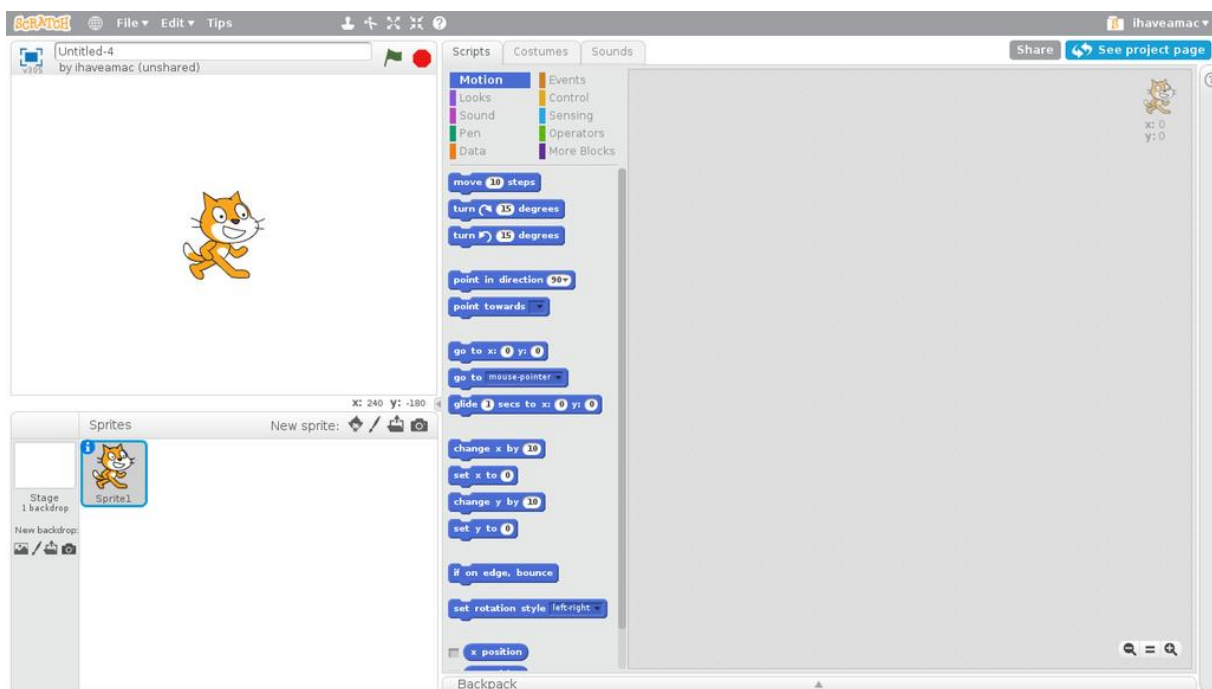 SCRATCH File Edit Tips ihaveamac
Untitled-4
by ihaveamac (unshared)
v305
Scripts Costumes Sounds
Share See project page
Motion Events
Looks Control
Sound Sensing
Pen Operators
Data More Blocks
x: 0
y: 0
move 10 steps
turn 15 degrees
turn 15 degrees
point in direction 90
point towards
go to x: 0 y: 0
go to mouse-pointer
glide 1 secs to x: 0 y: 0
change x by 10
set x to 0
change y by 10
set y to 0
if on edge, bounce
set rotation style left-right
x position
x: 240 y: -180
Sprites New sprite:
Stage
1 backdrop
New backdrop:
Sprite1
Backpack